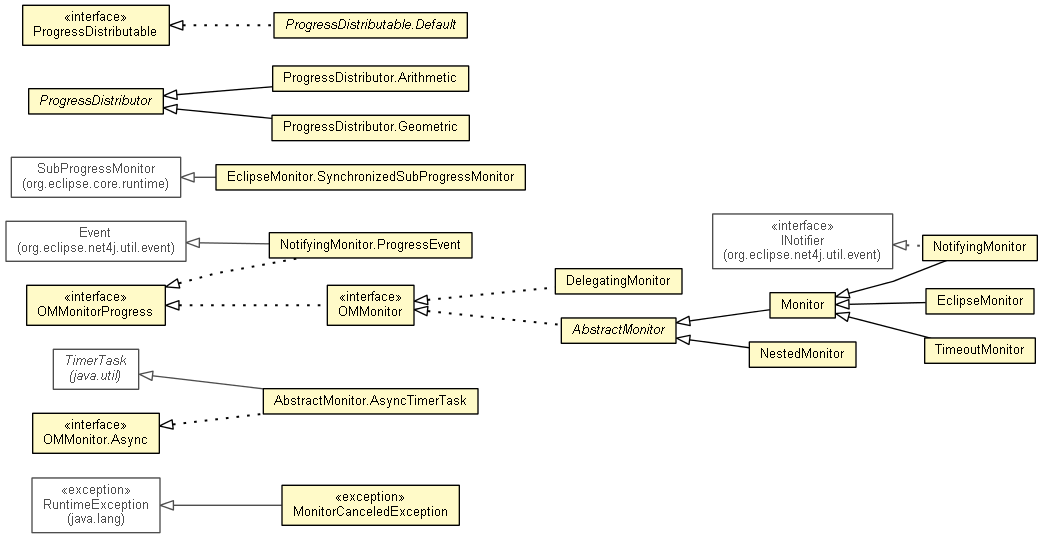 «interface»
ProgressDistributable
ProgressDistributable.Default
ProgressDistributor
ProgressDistributor.Arithmetic
ProgressDistributor.Geometric
SubProgressMonitor
(org.eclipse.core.runtime)
EclipseMonitor.SynchronizedSubProgressMonitor
Event
(org.eclipse.net4j.util.event)
NotifyingMonitor.ProgressEvent
«interface»
INotifier
(org.eclipse.net4j.util.event)
NotifyingMonitor
«interface»
OMMonitorProgress
«interface»
OMMonitor
DelegatingMonitor
AbstractMonitor
Monitor
EclipseMonitor
NestedMonitor
TimeoutMonitor
TimerTask
(java.util)
AbstractMonitor.AsyncTimerTask
«interface»
OMMonitor.Async
«exception»
RuntimeException
(java.lang)
«exception»
MonitorCanceledException